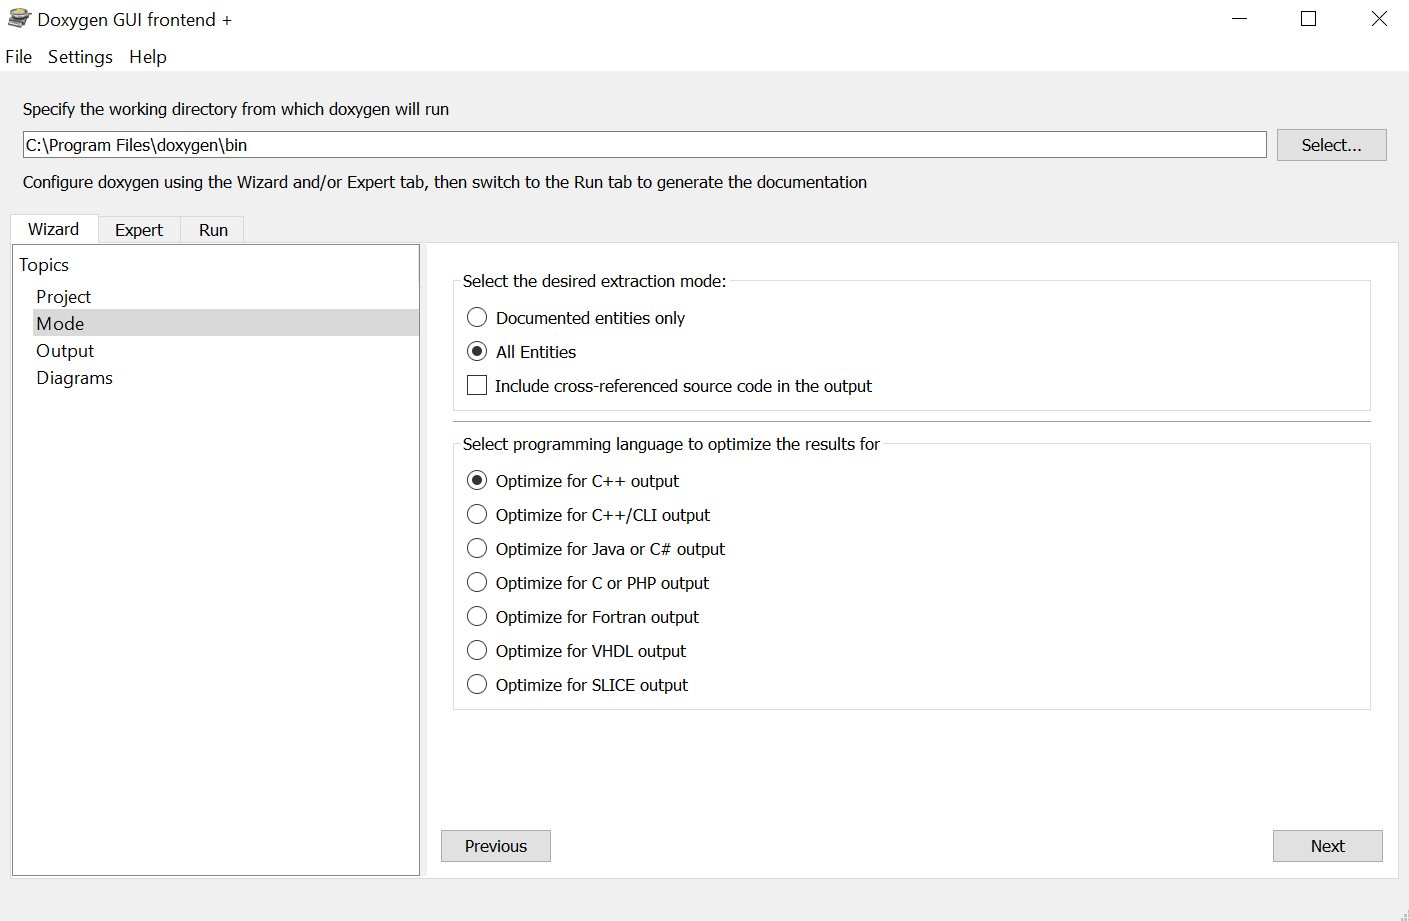 Doxygen GUI frontend +
File Settings Help
Specify the working directory from which doxygen will run
C:\Program Files\doxygen\bin
Select...
Configure doxygen using the Wizard and/or Expert tab, then switch to the Run tab to generate the documentation
Wizard Expert Run
Topics
Project
Mode
Output
Diagrams
Select the desired extraction mode:
Documented entities only
All Entities
Include cross-referenced source code in the output
Select programming language to optimize the results for
Optimize for C++ output
Optimize for C++/CLI output
Optimize for Java or C# output
Optimize for C or PHP output
Optimize for Fortran output
Optimize for VHDL output
Optimize for SLICE output
Previous
Next